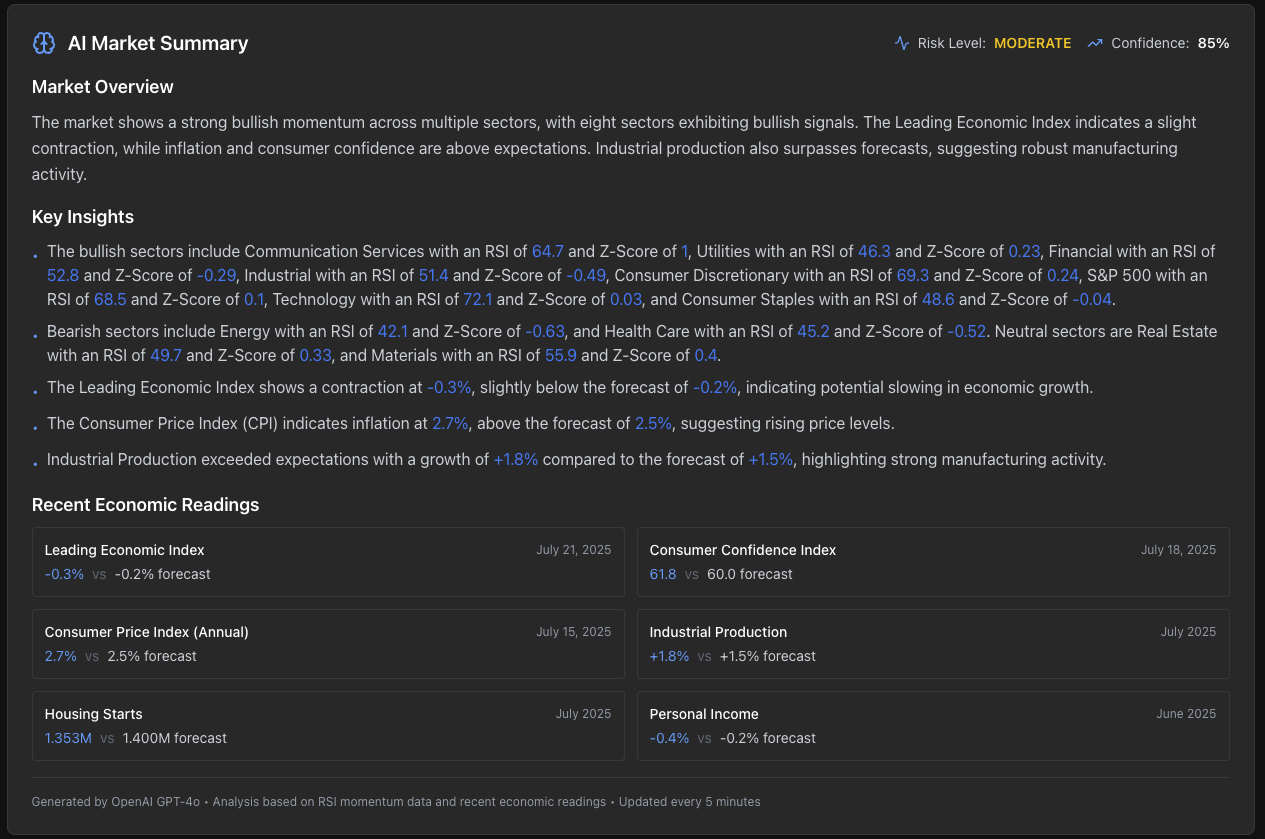 AI Market Summary
Risk Level: MODERATE Confidence: 85%
Market Overview
The market shows a strong bullish momentum across multiple sectors, with eight sectors exhibiting bullish signals. The Leading Economic Index indicates a slight
contraction, while inflation and consumer confidence are above expectations. Industrial production also surpasses forecasts, suggesting robust manufacturing
activity.
Key Insights
• The bullish sectors include Communication Services with an RSI of 64.7 and Z-Score of 1, Utilities with an RSI of 46.3 and Z-Score of 0.23, Financial with an RSI of
52.8 and Z-Score of -0.29, Industrial with an RSI of 51.4 and Z-Score of -0.49, Consumer Discretionary with an RSI of 69.3 and Z-Score of 0.24, S&P 500 with an
RSI of 68.5 and Z-Score of 0.1, Technology with an RSI of 72.1 and Z-Score of 0.03, and Consumer Staples with an RSI of 48.6 and Z-Score of -0.04.
• Bearish sectors include Energy with an RSI of 42.1 and Z-Score of -0.63, and Health Care with an RSI of 45.2 and Z-Score of -0.52. Neutral sectors are Real Estate
with an RSI of 49.7 and Z-Score of 0.33, and Materials with an RSI of 55.9 and Z-Score of 0.4.
• The Leading Economic Index shows a contraction at -0.3%, slightly below the forecast of -0.2%, indicating potential slowing in economic growth.
• The Consumer Price Index (CPI) indicates inflation at 2.7%, above the forecast of 2.5%, suggesting rising price levels.
• Industrial Production exceeded expectations with a growth of +1.8% compared to the forecast of +1.5%, highlighting strong manufacturing activity.
Recent Economic Readings
Leading Economic Index July 21, 2025
-0.3% vs -0.2% forecast
Consumer Confidence Index July 18, 2025
61.8 vs 60.0 forecast
Consumer Price Index (Annual) July 15, 2025
2.7% vs 2.5% forecast
Industrial Production July 2025
+1.8% vs +1.5% forecast
Housing Starts July 2025
1.353M vs 1.400M forecast
Personal Income June 2025
-0.4% vs -0.2% forecast
Generated by OpenAI GPT-4o • Analysis based on RSI momentum data and recent economic readings • Updated every 5 minutes